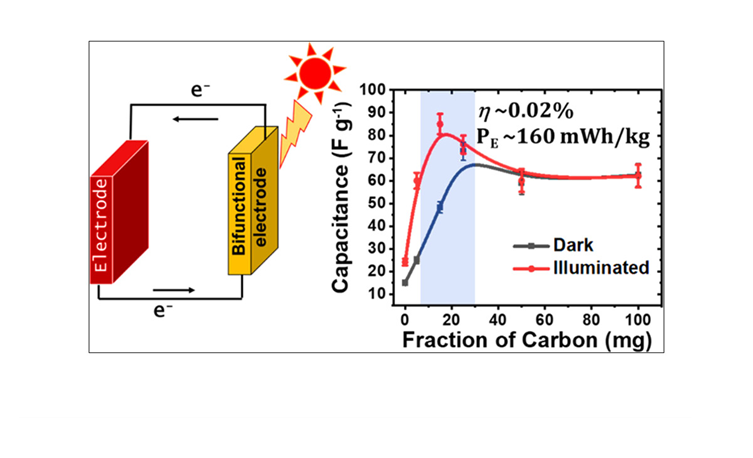 e⁻
Electrode
Bifunctional
electrode
e⁻
Capacitance (F g⁻¹)
100
90
80
70
60
50
40
30
20
10
η ~0.02%
P_E ~160 mWh/kg
Dark
Illuminated
0 20 40 60 80 100
Fraction of Carbon (mg)